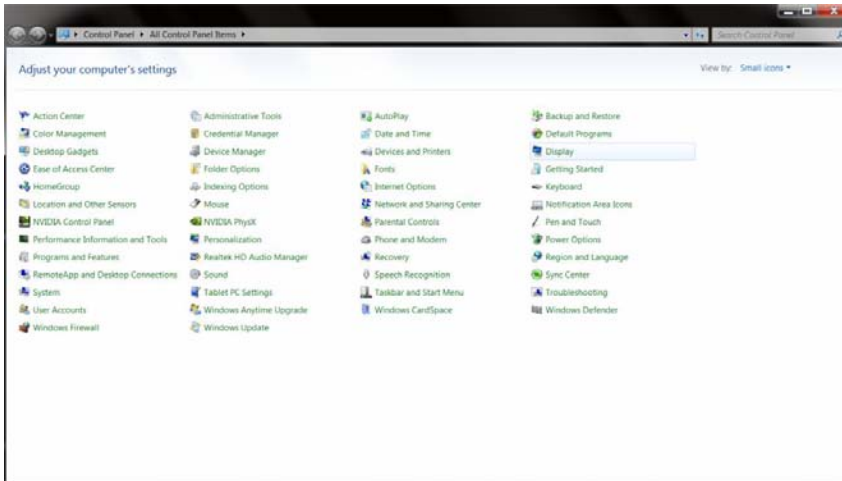 Control Panel ▸ All Control Panel Items ▸
Search Control Panel
Adjust your computer's settings
View by: Small icons
Action Center
Administrative Tools
AutoPlay
Backup and Restore
Color Management
Credential Manager
Date and Time
Default Programs
Desktop Gadgets
Device Manager
Devices and Printers
Display
Ease of Access Center
Folder Options
Fonts
Getting Started
HomeGroup
Indexing Options
Internet Options
Keyboard
Location and Other Sensors
Mouse
Network and Sharing Center
Notification Area Icons
NVIDIA Control Panel
NVIDIA PhysX
Parental Controls
Pen and Touch
Performance Information and Tools
Personalization
Phone and Modem
Power Options
Programs and Features
Realtek HD Audio Manager
Recovery
Region and Language
RemoteApp and Desktop Connections
Sound
Speech Recognition
Sync Center
System
Tablet PC Settings
Taskbar and Start Menu
Troubleshooting
User Accounts
Windows Anytime Upgrade
Windows CardSpace
Windows Defender
Windows Firewall
Windows Update